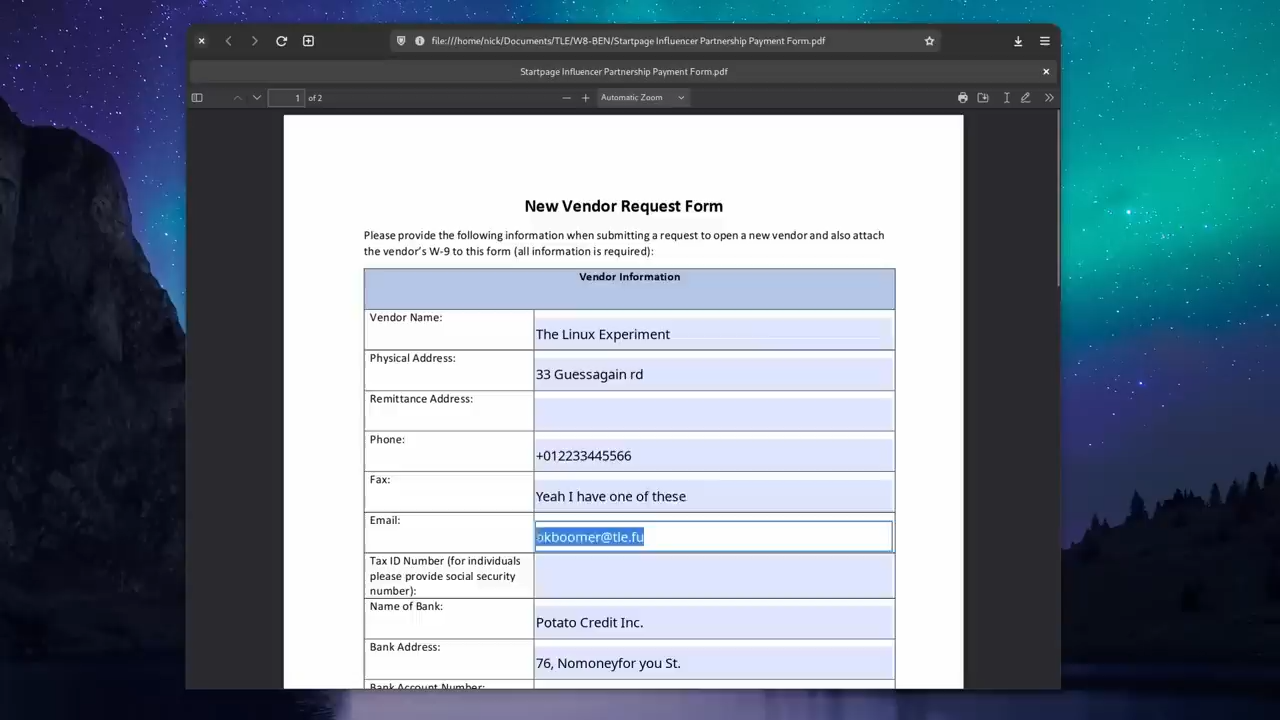 file:///home/nick/Documents/TLE/W8-BEN/Startpage Influencer Partnership Payment Form.pdf
Startpage Influencer Partnership Payment Form.pdf
1 of 2
Automatic Zoom
New Vendor Request Form
Please provide the following information when submitting a request to open a new vendor and also attach
the vendor's W-9 to this form (all information is required):
Vendor Information
Vendor Name:
The Linux Experiment
Physical Address:
33 Guessagain rd
Remittance Address:
Phone:
+012233445566
Fax:
Yeah I have one of these
Email:
okboomer@tle.fu
Tax ID Number (for individuals
please provide social security
number):
Name of Bank:
Potato Credit Inc.
Bank Address:
76, Nomoneyfor you St.
Bank Account Number: